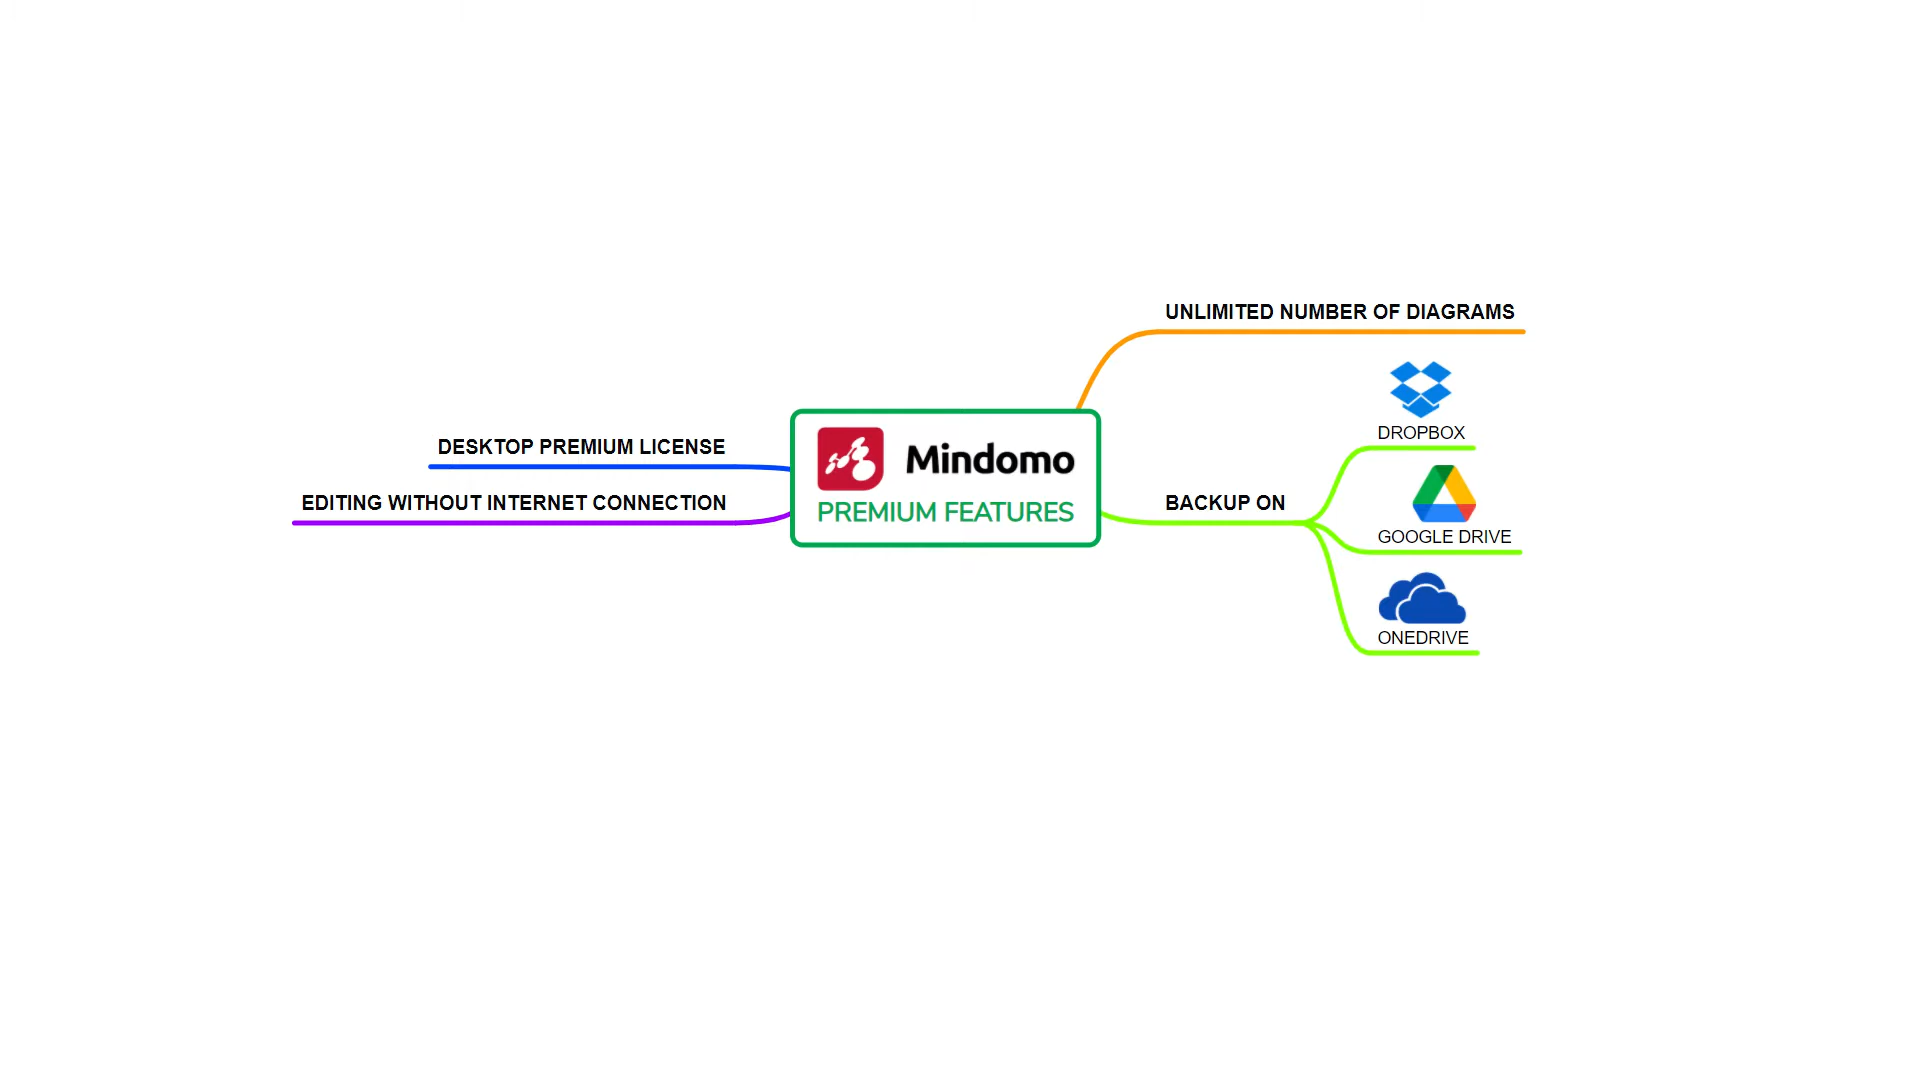 UNLIMITED NUMBER OF DIAGRAMS
DROPBOX
DESKTOP PREMIUM LICENSE
Mindomo
PREMIUM FEATURES
EDITING WITHOUT INTERNET CONNECTION
BACKUP ON
GOOGLE DRIVE
ONEDRIVE